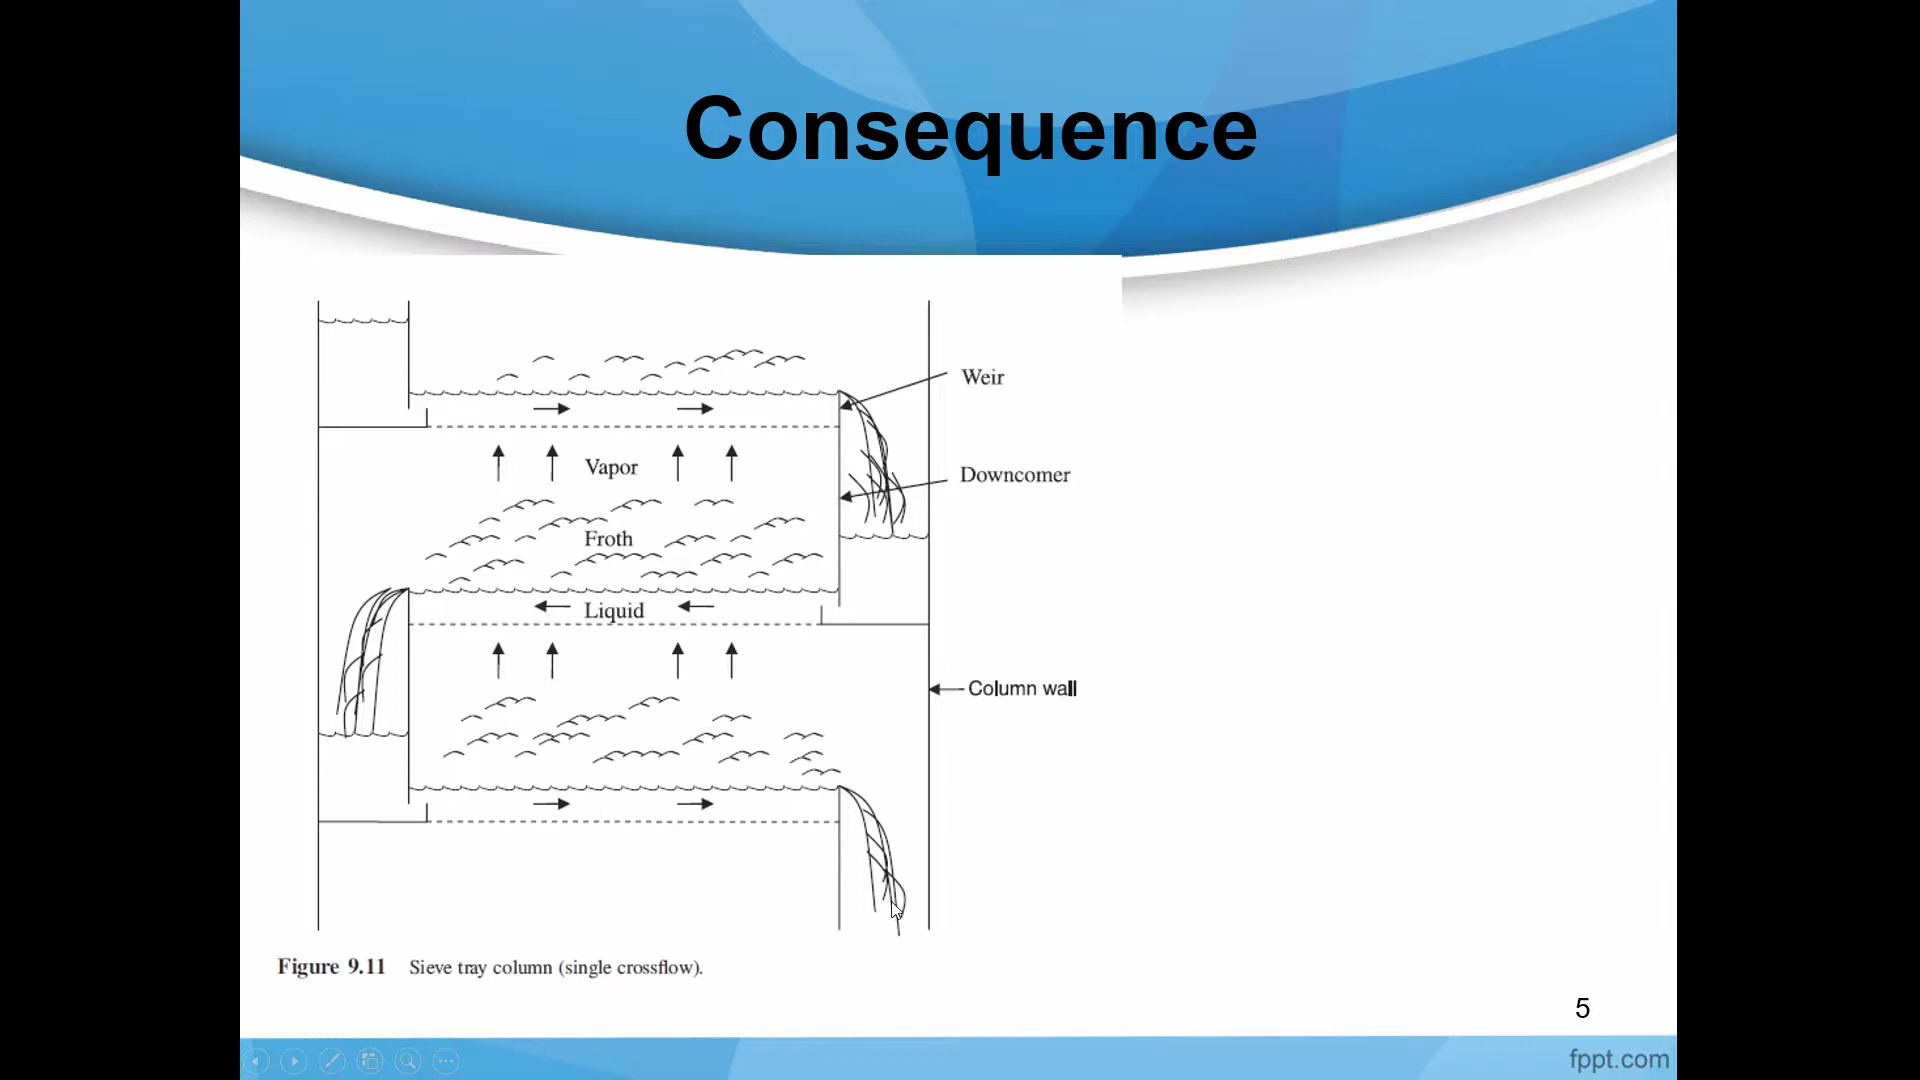 Consequence
Weir
Vapor
Downcomer
Froth
Liquid
Column wall
Figure 9.11 Sieve tray column (single crossflow).
5
fppt.com